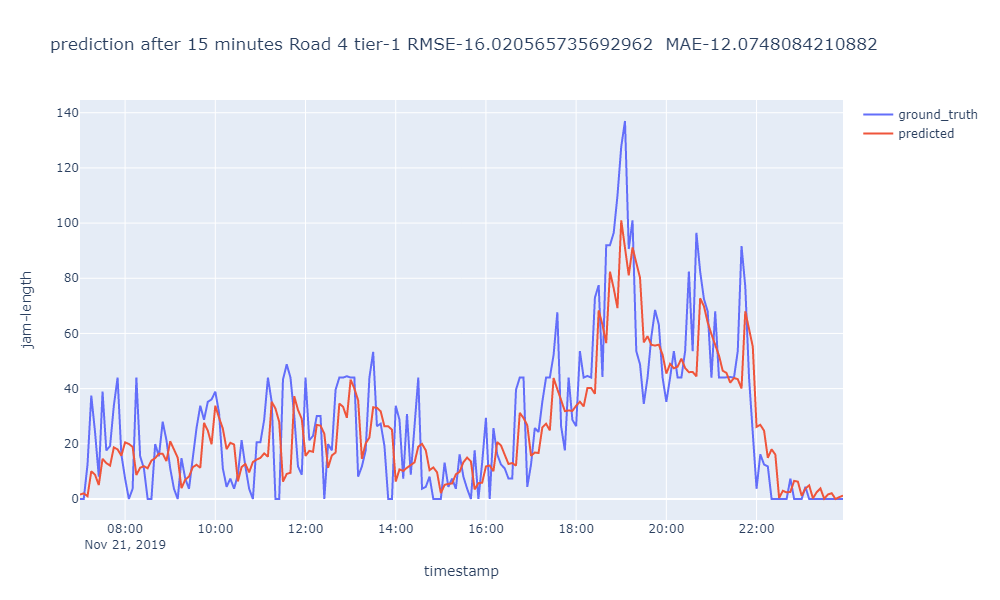 prediction after 15 minutes Road 4 tier-1 RMSE-16.020565735692962  MAE-12.0748084210882
ground_truth
predicted
140
120
100
80
60
40
20
0
jam-length
08:00 10:00 12:00 14:00 16:00 18:00 20:00 22:00
Nov 21, 2019
timestamp